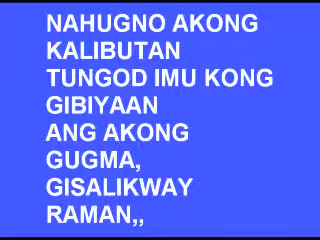 NAHUGNO AKONG
KALIBUTAN
TUNGOD IMU KONG
GIBIYAAN
ANG AKONG
GUGMA,
GISALIKWAY
RAMAN,,